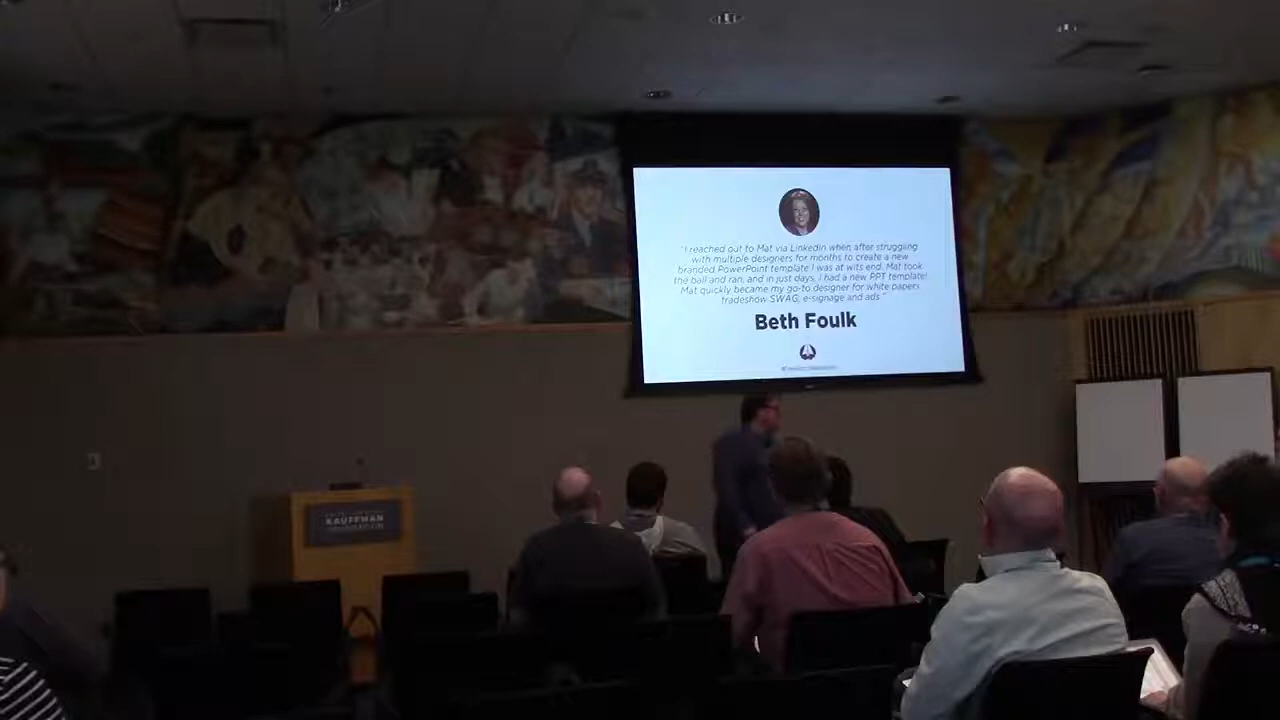 "I reached out to Mat via LinkedIn when after struggling
with multiple designers for months to create a new
branded PowerPoint template I was at wits end. Mat took
the ball and ran, and in just days, I had a new PPT template!
Mat quickly became my go-to designer for white papers,
tradeshow SWAG, e-signage and ads."
Beth Foulk
KAUFFMAN
FOUNDATION